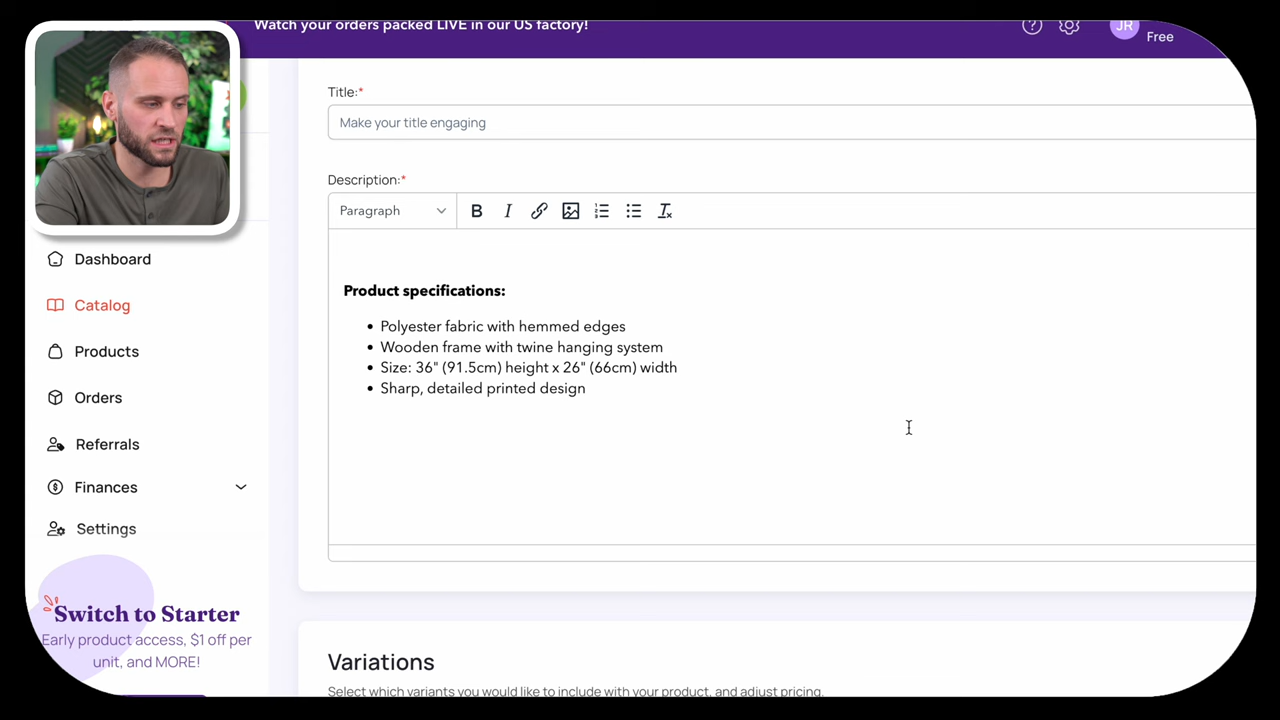 Watch your orders packed LIVE in our US factory!
JR
Free
Title:*
Make your title engaging
Description:*
Paragraph
Product specifications:
Polyester fabric with hemmed edges
Wooden frame with twine hanging system
Size: 36" (91.5cm) height x 26" (66cm) width
Sharp, detailed printed design
Dashboard
Catalog
Products
Orders
Referrals
Finances
Settings
Switch to Starter
Early product access, $1 off per
unit, and MORE!
Variations
Select which variants you would like to include with your product, and adjust pricing.